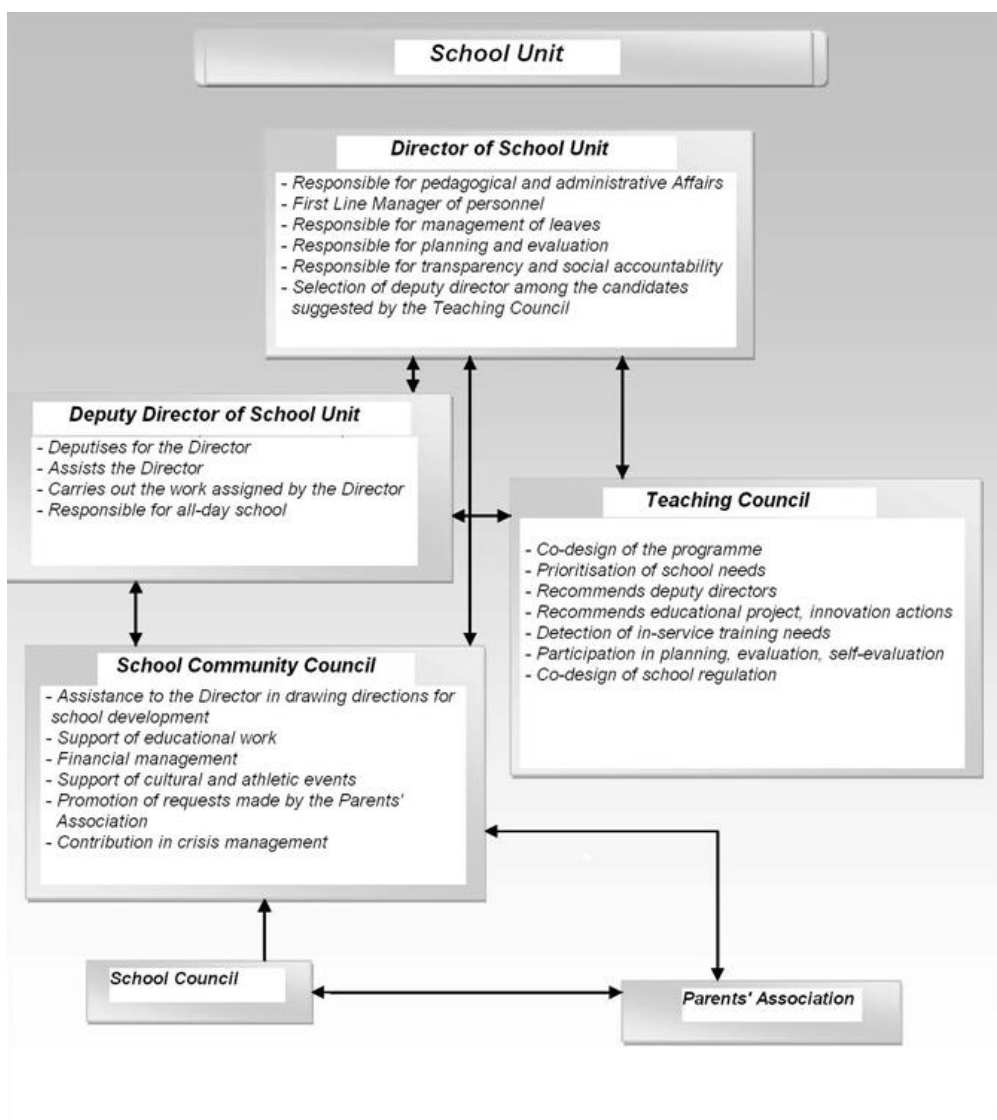 School Unit
Director of School Unit
- Responsible for pedagogical and administrative Affairs
- First Line Manager of personnel
- Responsible for management of leaves
- Responsible for planning and evaluation
- Responsible for transparency and social accountability
- Selection of deputy director among the candidates
suggested by the Teaching Council
Deputy Director of School Unit
- Deputises for the Director
- Assists the Director
- Carries out the work assigned by the Director
- Responsible for all-day school
Teaching Council
- Co-design of the programme
- Prioritisation of school needs
- Recommends deputy directors
- Recommends educational project, innovation actions
- Detection of in-service training needs
- Participation in planning, evaluation, self-evaluation
- Co-design of school regulation
School Community Council
- Assistance to the Director in drawing directions for
school development
- Support of educational work
- Financial management
- Support of cultural and athletic events
- Promotion of requests made by the Parents'
Association
- Contribution in crisis management
School Council
Parents' Association